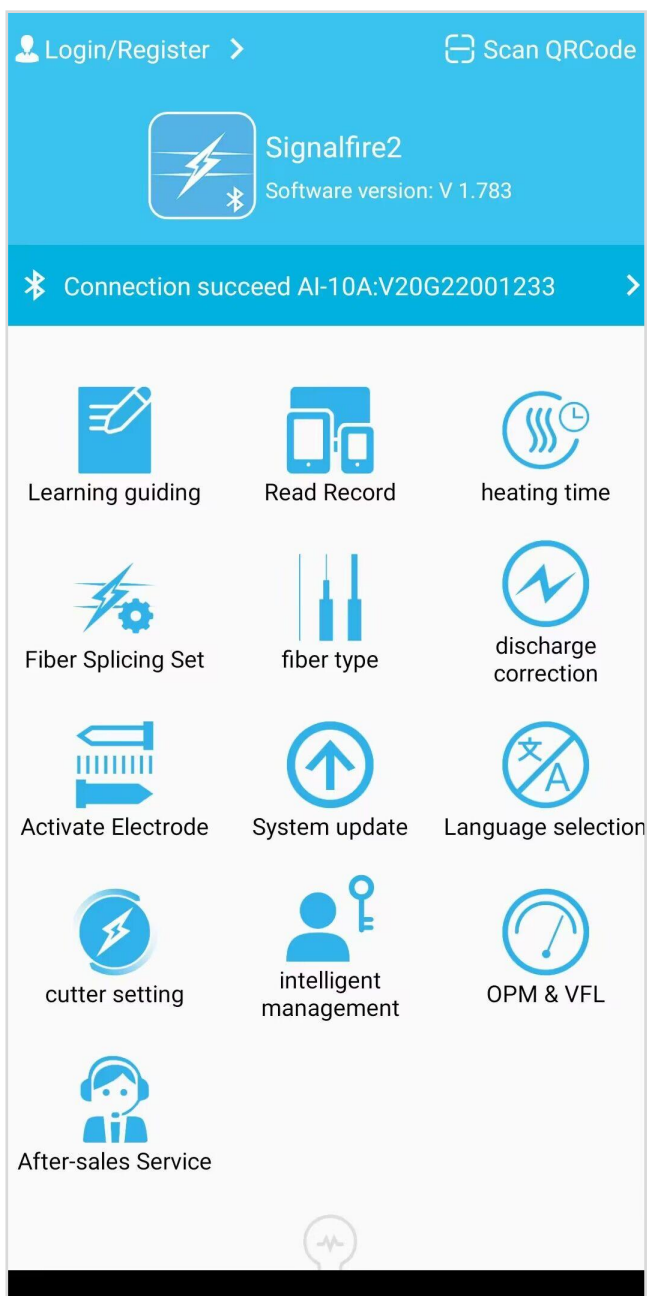 Login/Register
Scan QRCode
Signalfire2
Software version: V 1.783
Connection succeed AI-10A:V20G22001233
Learning guiding
Read Record
heating time
Fiber Splicing Set
fiber type
discharge
correction
Activate Electrode
System update
文
A
Language selection
cutter setting
intelligent
management
OPM & VFL
After-sales Service